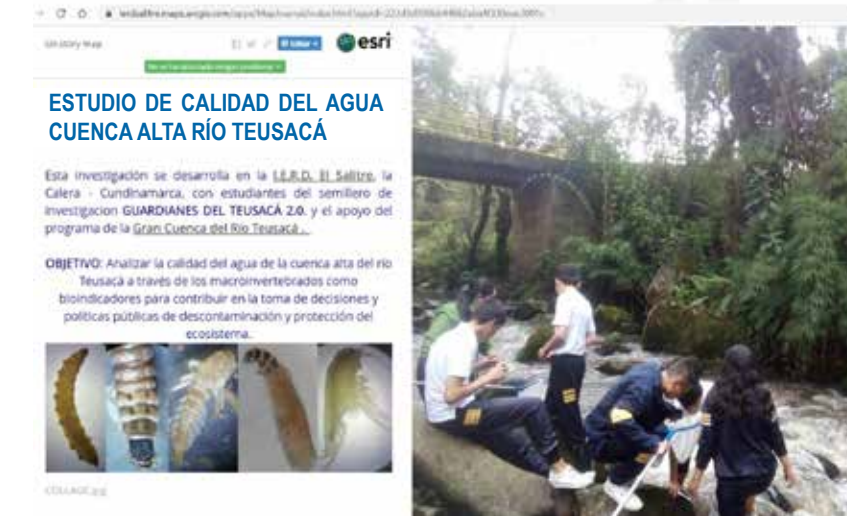 esri
ESTUDIO DE CALIDAD DEL AGUA
CUENCA ALTA RÍO TEUSACÁ
Esta investigación se desarrolla en la I.E.R.D. El Salitre, la
Calera - Cundinamarca, con estudiantes del semillero de
investigacion GUARDIANES DEL TEUSACÁ 2.0. y el apoyo del
programa de la Gran Cuenca del Río Teusacá .
OBJETIVO: Analizar la calidad del agua de la cuenca alta del río
Teusacá a través de los macroinvertebrados como
bioindicadores para contribuir en la toma de decisiones y
políticas públicas de descontaminación y protección del
ecosistema.
COLLAGE.jpg